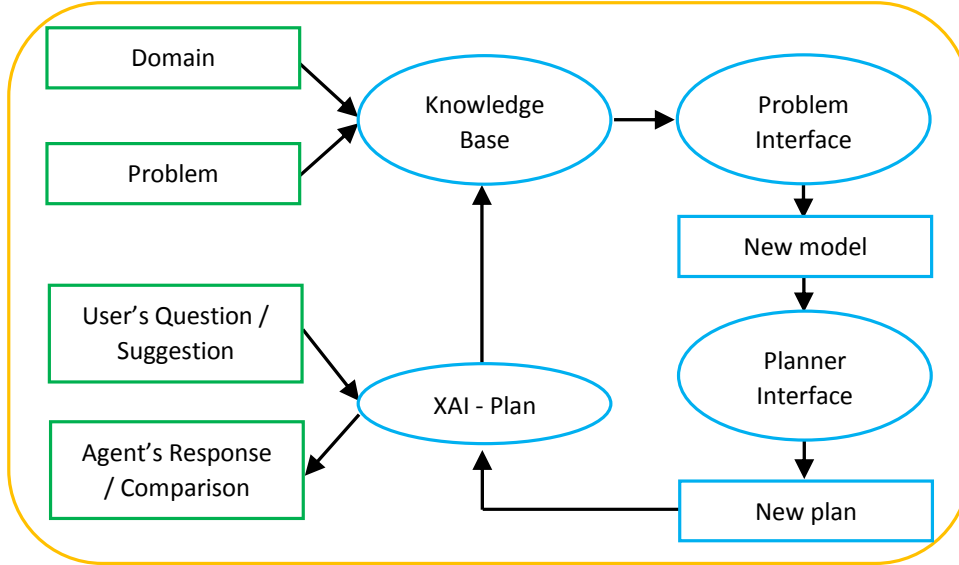 Domain
Knowledge
Base
Problem
Interface
Problem
New model
User’s Question /
Suggestion
Planner
Interface
XAI - Plan
Agent’s Response
/ Comparison
New plan